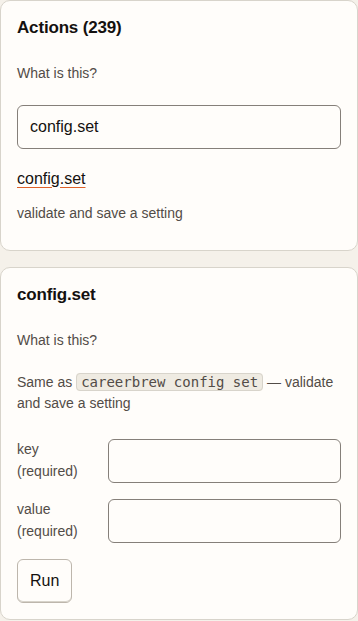 Actions (239)
What is this?
config.set
config.set
validate and save a setting
config.set
What is this?
Same as careerbrew config set — validate
and save a setting
key
(required)
value
(required)
Run